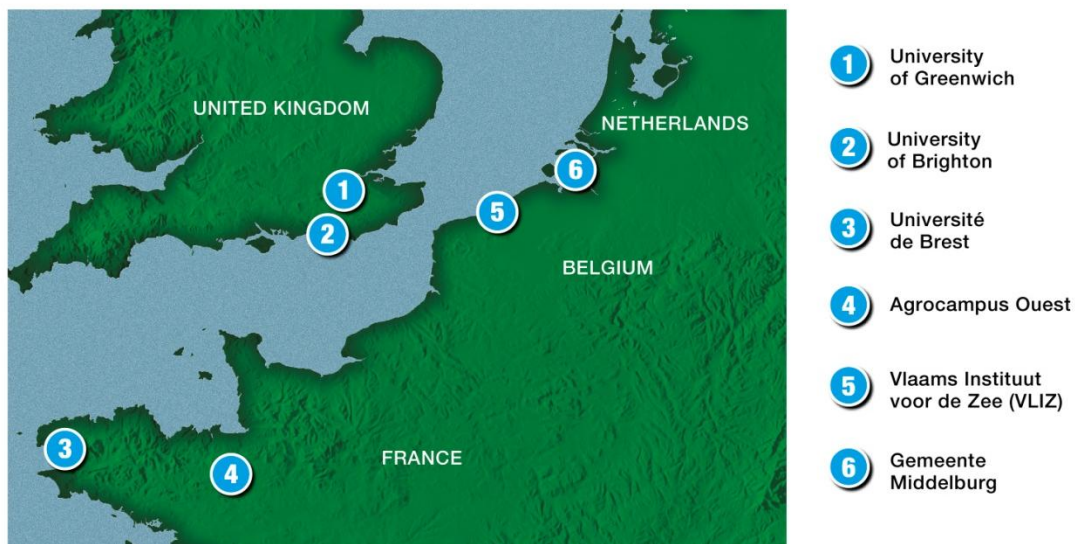 UNITED KINGDOM
NETHERLANDS
6
1
5
2
BELGIUM
FRANCE
3
4
1
University
of Greenwich
2
University
of Brighton
3
Université
de Brest
4
Agrocampus Ouest
5
Vlaams Instituut
voor de Zee (VLIZ)
6
Gemeente
Middelburg